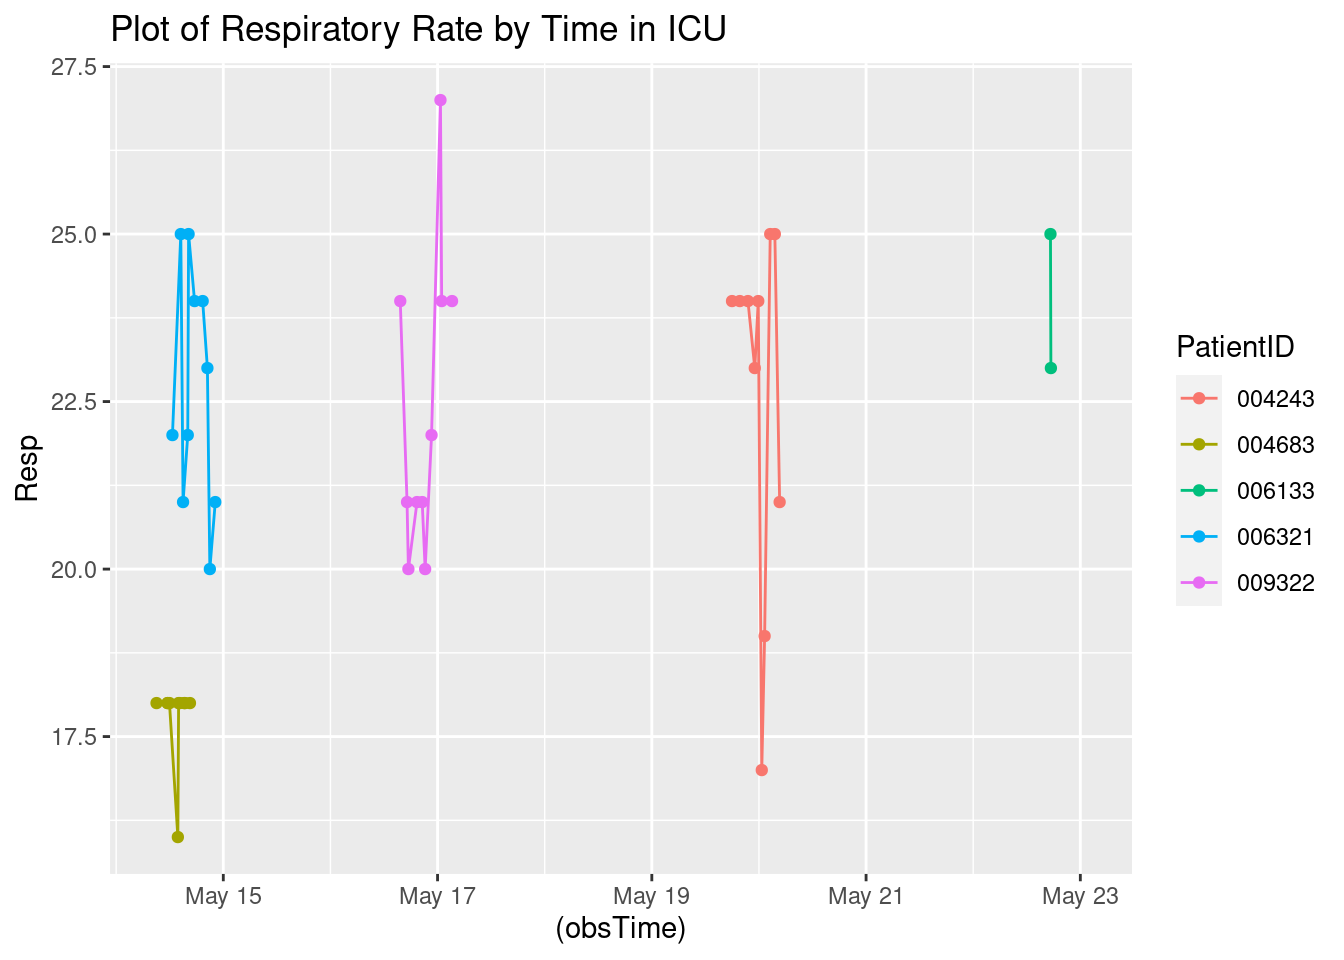 Plot of Respiratory Rate by Time in ICU
27.5
25.0
22.5
20.0
17.5
Resp
May 15
May 17
May 19
May 21
May 23
(obsTime)
PatientID
004243
004683
006133
006321
009322